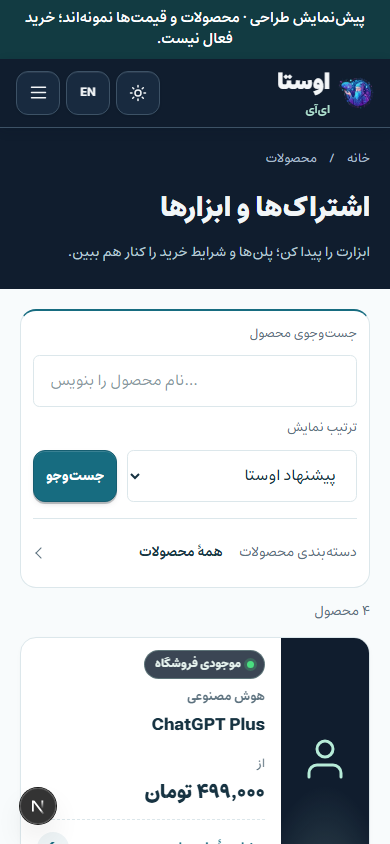 پیش‌نمایش طراحی · محصولات و قیمت‌ها نمونه‌اند؛ خرید
فعال نیست.
اوستا
ای‌آی
EN
خانه / محصولات
اشتراک‌ها و ابزارها
ابزارت را پیدا کن؛ پلن‌ها و شرایط خرید را کنار هم ببین.
جست‌وجوی محصول
نام محصول را بنویس...
ترتیب نمایش
پیشنهاد اوستا
جست‌وجو
دسته‌بندی محصولات همهٔ محصولات
۴ محصول
موجودی فروشگاه
هوش مصنوعی
ChatGPT Plus
از
۴۹۹٬۰۰۰ تومان
N